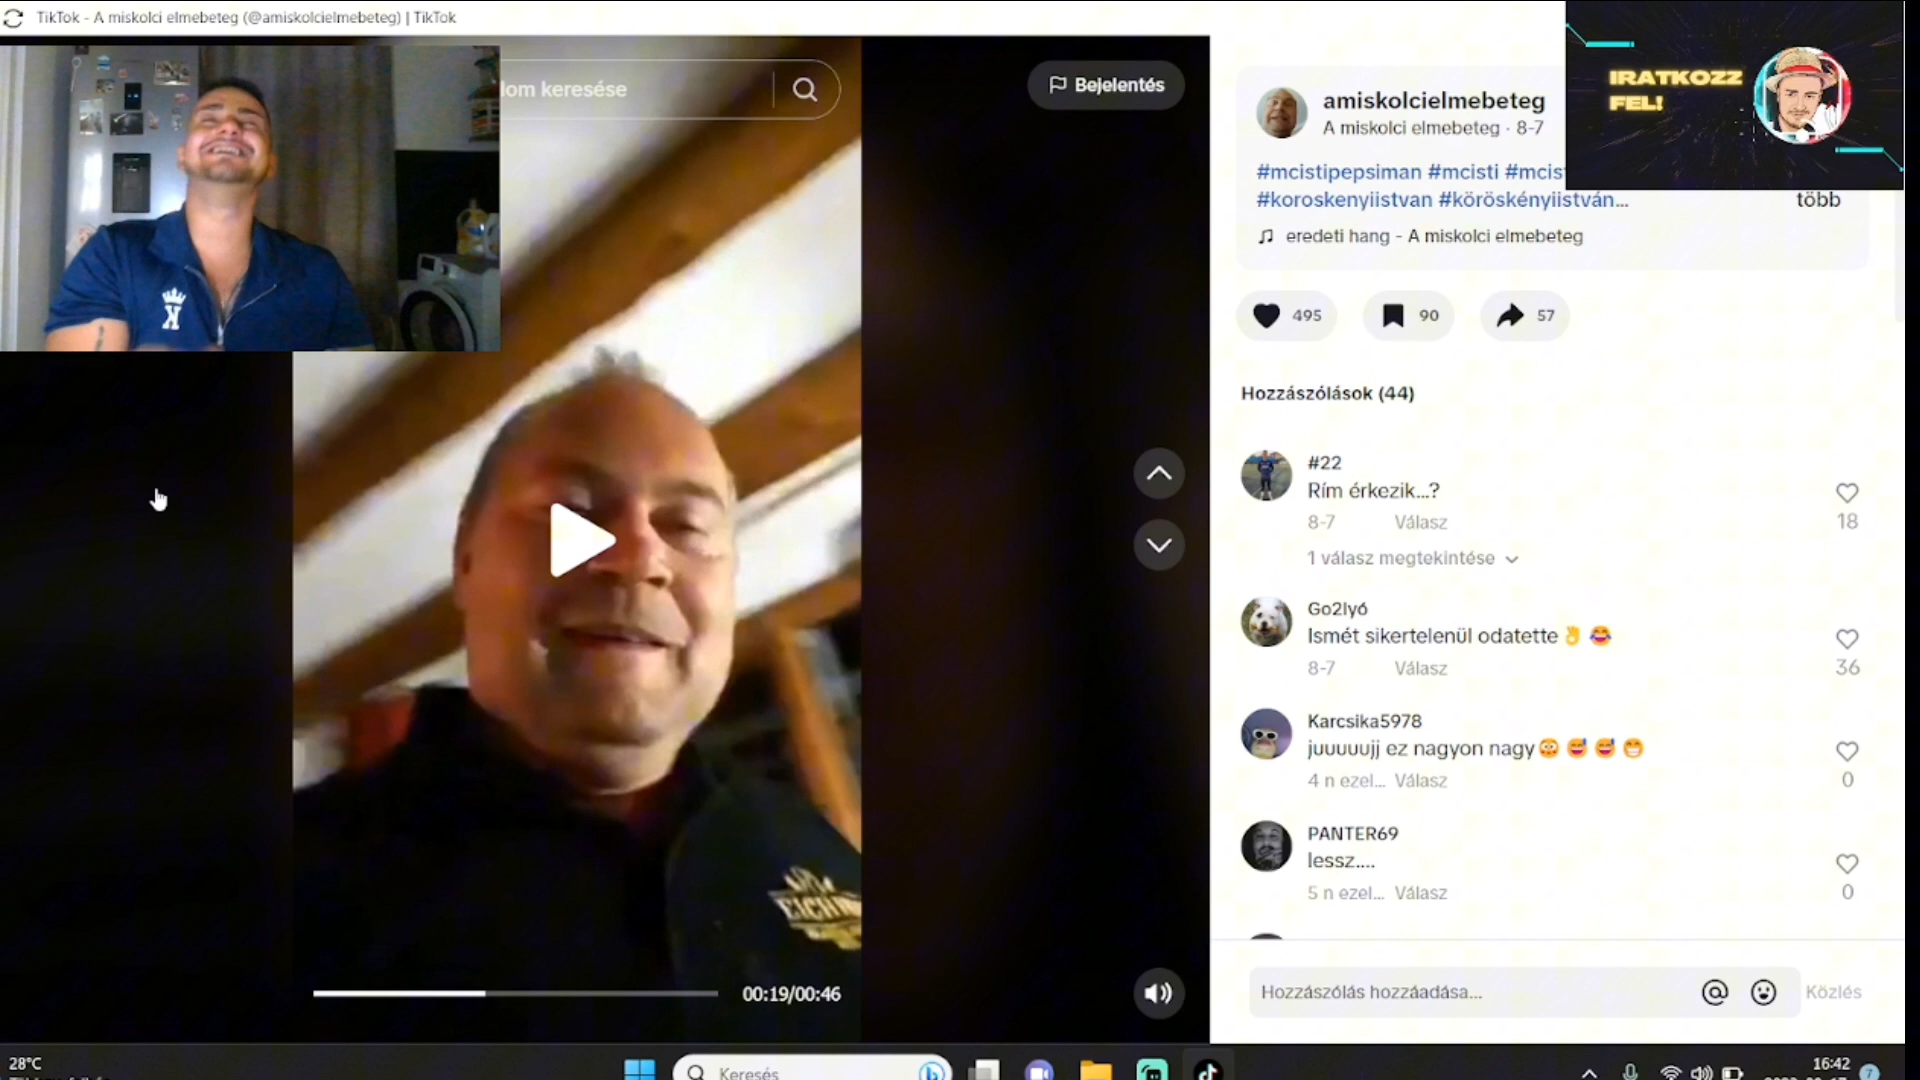 TikTok - A miskolci elmebeteg (@amiskolcielmebeteg) | TikTok
lom keresése
Bejelentés
amiskolcielmebeteg
A miskolci elmebeteg · 8-7
IRATKOZZ
FEL!
#mcistipepsiman #mcisti #mcis
#koroskenyiistvan #köröskényiistván...
több
eredeti hang - A miskolci elmebeteg
495
90
57
Hozzászólások (44)
#22
Rím érkezik...?
8-7 Válasz
18
1 válasz megtekintése
Go2lyó
Ismét sikertelenül odatette👌😂
8-7 Válasz
36
Karcsika5978
juuuuujj ez nagyon nagy
4 n ezel... Válasz
0
PANTER69
lessz....
5 n ezel... Válasz
0
K
00:19/00:46
Hozzászólás hozzáadása...
Közlés
28°C
Keresés
16:42
7